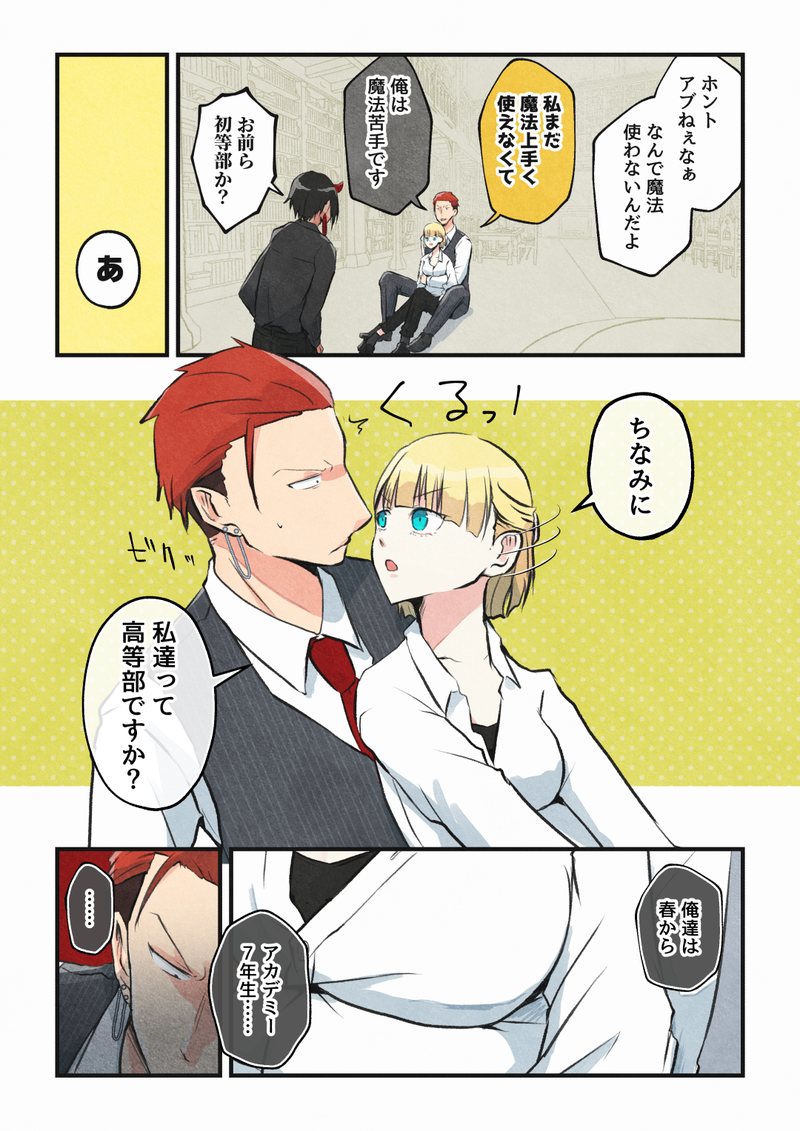 ホント
アブねぇなぁ
なんで魔法
使わないんだよ
私まだ
魔法上手く
使えなくて
俺は
魔法苦手です
お前ら
初等部か?
あ
くるっ
ちなみに
ビクッ
私達って
高等部ですか?
俺達は
春から
アカデミー
7年生……
……